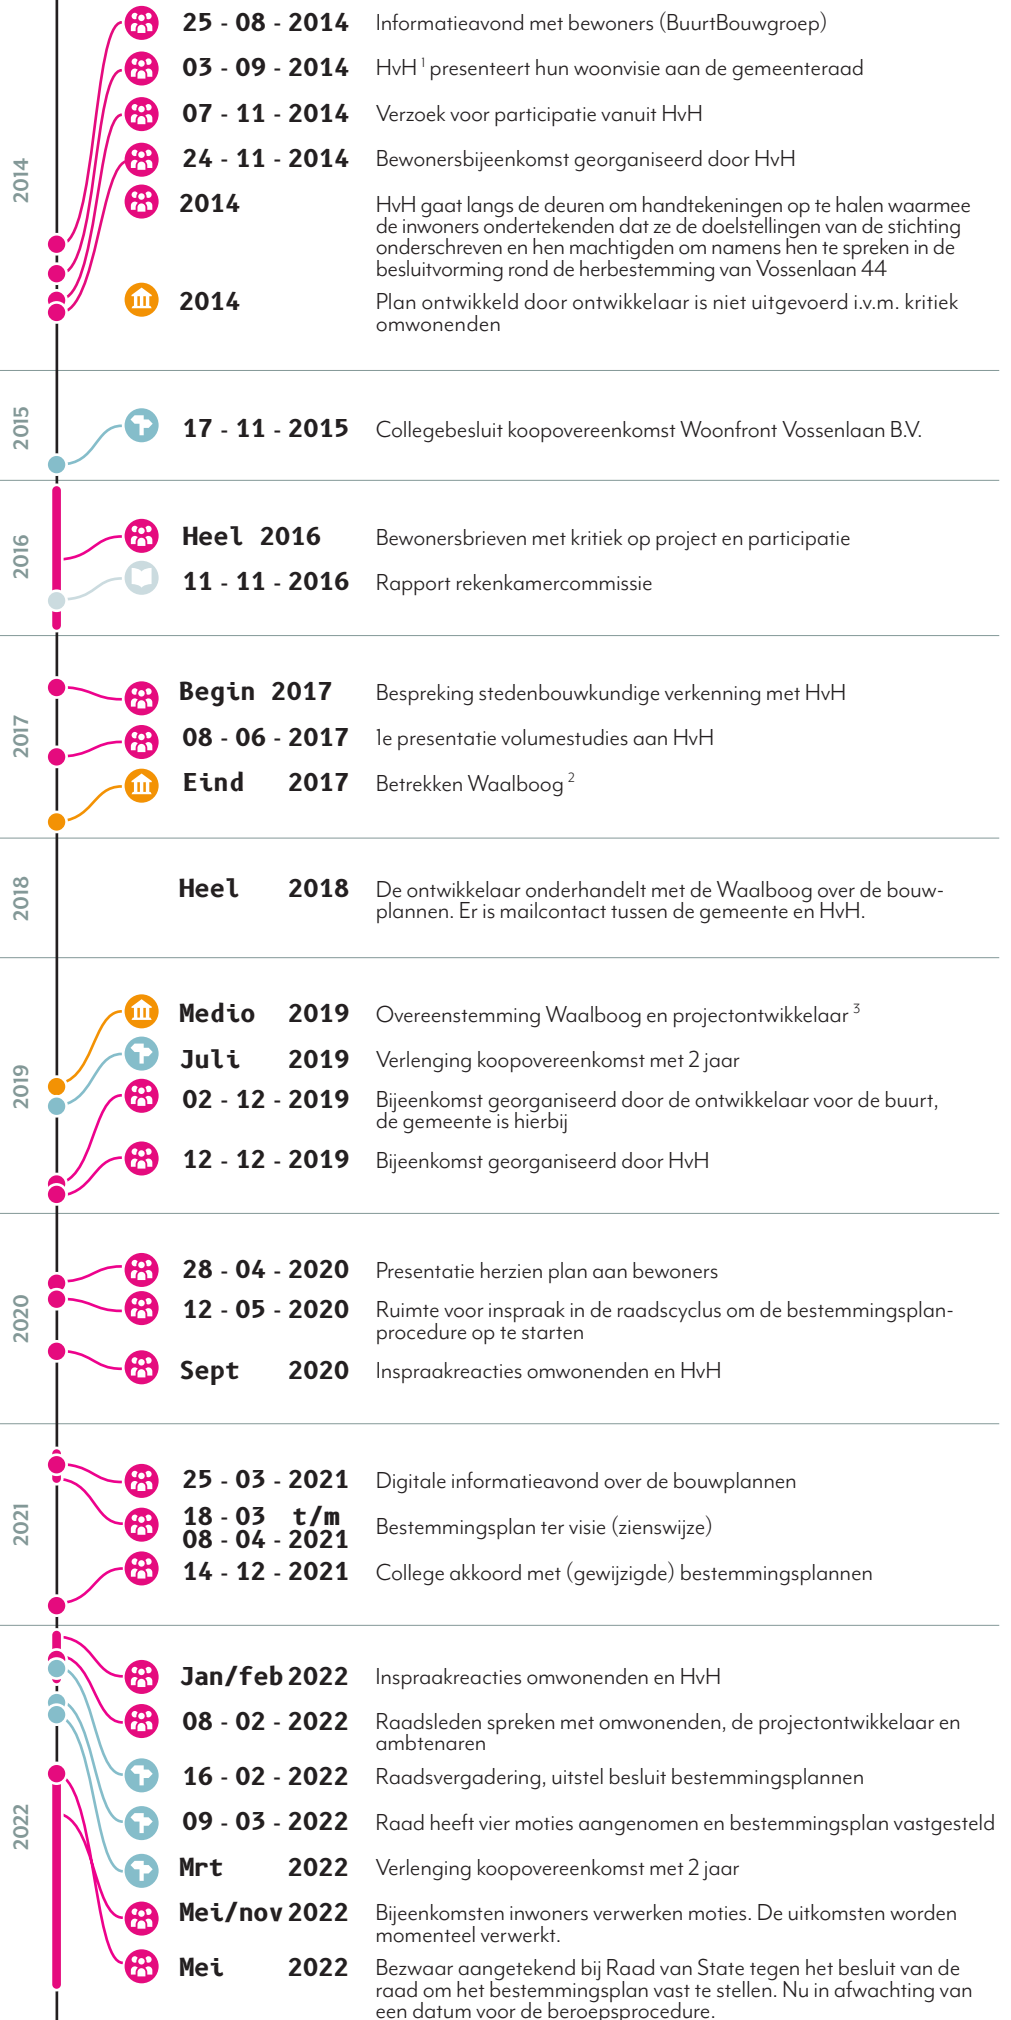 2014
25 - 08 - 2014 Informatieavond met bewoners (BuurtBouwgroep)
03 - 09 - 2014 HvH 1 presenteert hun woonvisie aan de gemeenteraad
07 - 11 - 2014 Verzoek voor participatie vanuit HvH
24 - 11 - 2014 Bewonersbijeenkomst georganiseerd door HvH
2014 HvH gaat langs de deuren om handtekeningen op te halen waarmee
de inwoners ondertekenden dat ze de doelstellingen van de stichting
onderschreven en hen machtigden om namens hen te spreken in de
besluitvorming rond de herbestemming van Vossenlaan 44
2014 Plan ontwikkeld door ontwikkelaar is niet uitgevoerd i.v.m. kritiek
omwonenden
2015
17 - 11 - 2015 Collegebesluit koopovereenkomst Woonfront Vossenlaan B.V.
2016
Heel 2016 Bewonersbrieven met kritiek op project en participatie
11 - 11 - 2016 Rapport rekenkamercommissie
2017
Begin 2017 Bespreking stedenbouwkundige verkenning met HvH
08 - 06 - 2017 1e presentatie volumestudies aan HvH
Eind 2017 Betrekken Waalboog 2
2018
Heel 2018 De ontwikkelaar onderhandelt met de Waalboog over de bouw-
plannen. Er is mailcontact tussen de gemeente en HvH.
2019
Medio 2019 Overeenstemming Waalboog en projectontwikkelaar 3
Juli 2019 Verlenging koopovereenkomst met 2 jaar
02 - 12 - 2019 Bijeenkomst georganiseerd door de ontwikkelaar voor de buurt,
de gemeente is hierbij
12 - 12 - 2019 Bijeenkomst georganiseerd door HvH
2020
28 - 04 - 2020 Presentatie herzien plan aan bewoners
12 - 05 - 2020 Ruimte voor inspraak in de raadscyclus om de bestemmingsplan-
procedure op te starten
Sept 2020 Inspraakreacties omwonenden en HvH
2021
25 - 03 - 2021 Digitale informatieavond over de bouwplannen
18 - 03 t/m
08 - 04 - 2021 Bestemmingsplan ter visie (zienswijze)
14 - 12 - 2021 College akkoord met (gewijzigde) bestemmingsplannen
2022
Jan/feb 2022 Inspraakreacties omwonenden en HvH
08 - 02 - 2022 Raadsleden spreken met omwonenden, de projectontwikkelaar en
ambtenaren
16 - 02 - 2022 Raadsvergadering, uitstel besluit bestemmingsplannen
09 - 03 - 2022 Raad heeft vier moties aangenomen en bestemmingsplan vastgesteld
Mrt 2022 Verlenging koopovereenkomst met 2 jaar
Mei/nov 2022 Bijeenkomsten inwoners verwerken moties. De uitkomsten worden
momenteel verwerkt.
Mei 2022 Bezwaar aangetekend bij Raad van State tegen het besluit van de
raad om het bestemmingsplan vast te stellen. Nu in afwachting van
een datum voor de beroepsprocedure.